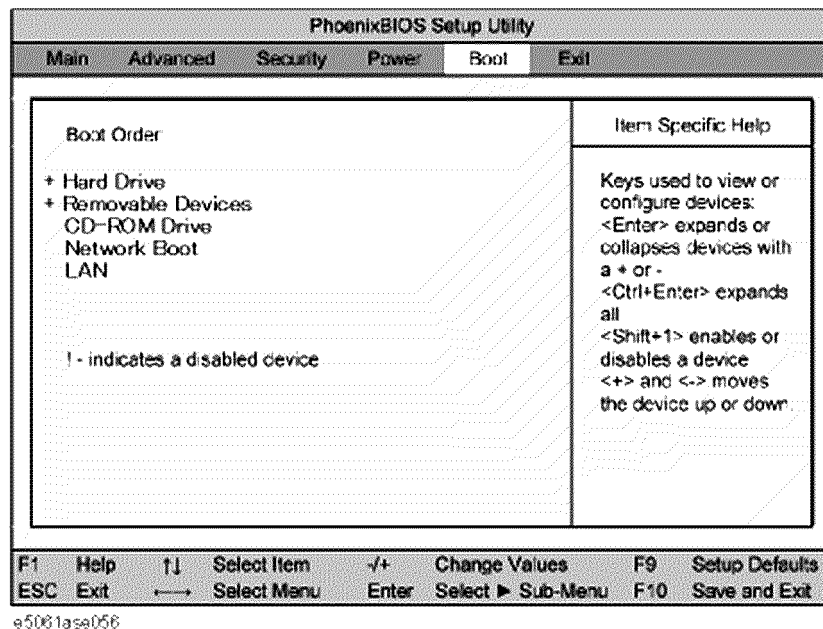 PhoenixBIOS Setup Utility
Main Advanced Security Power Boot Exit
Boot Order
+ Hard Drive
+ Removable Devices
CD-ROM Drive
Network Boot
LAN
! - indicates a disabled device
Item Specific Help
Keys used to view or
configure devices:
<Enter> expands or
collapses devices with
a + or -
<Ctrl+Enter> expands
all
<Shift+1> enables or
disables a device
<+> and <-> moves
the device up or down.
F1 Help ↑↓ Select Item -/+ Change Values F9 Setup Defaults
ESC Exit ←→ Select Menu Enter Select ▶ Sub-Menu F10 Save and Exit
e5061ase056